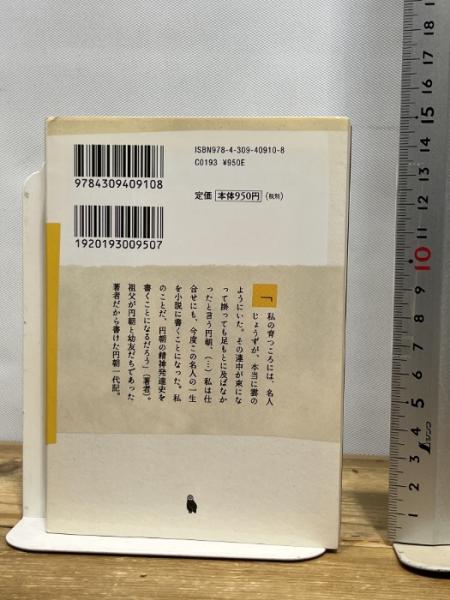 ISBN978-4-309-40910-8
C0193 ¥950E
定価 本体950円 (税別)
9784309409108
1920193009507
「私の育つころには、名人
じょうずが、本当に雲の
ようにいた。その連中が束にな
って掛っても足もとに及ばなか
ったと言う円朝、(…)私は仕
合せにも、今度この名人の一生
を小説に書くことになった。私
のことだ、円朝の精神発達史を
書くことになるだろう」(著者)。
祖父が円朝と幼友だちであった
著者だから書けた円朝一代記。
18
17
16
15
14
13
12
11
10
9
8
7
6
5
4
3
2
1
シンワ